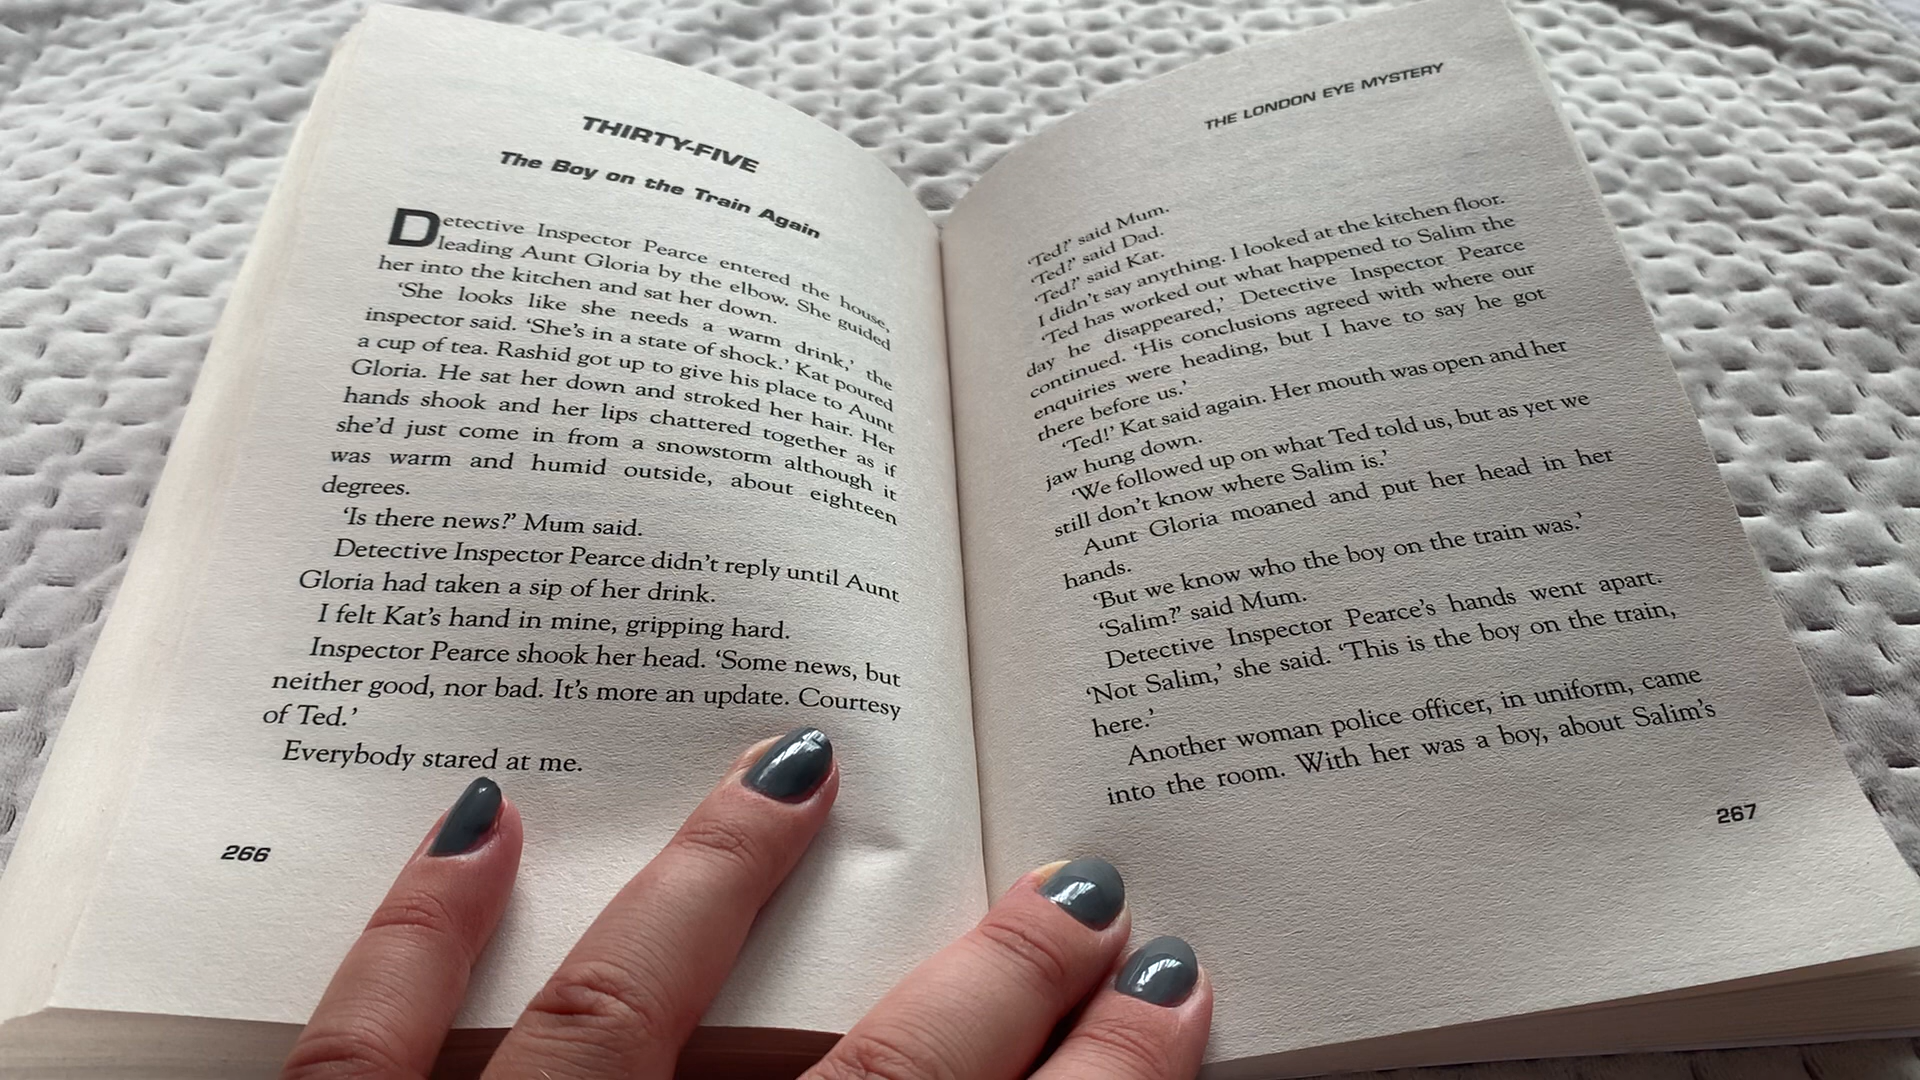 THIRTY-FIVE
The Boy on the Train Again
Detective Inspector Pearce entered the house,
leading Aunt Gloria by the elbow. She guided
her into the kitchen and sat her down.
‘She looks like she needs a warm drink,’ the
inspector said. ‘She’s in a state of shock.’ Kat poured
a cup of tea. Rashid got up to give his place to Aunt
Gloria. He sat her down and stroked her hair. Her
hands shook and her lips chattered together as if
she’d just come in from a snowstorm although it
was warm and humid outside, about eighteen
degrees.
‘Is there news?’ Mum said.
Detective Inspector Pearce didn’t reply until Aunt
Gloria had taken a sip of her drink.
I felt Kat’s hand in mine, gripping hard.
Inspector Pearce shook her head. ‘Some news, but
neither good, nor bad. It’s more an update. Courtesy
of Ted.’
Everybody stared at me.
266
THE LONDON EYE MYSTERY
‘Ted?’ said Mum.
‘Ted?’ said Dad.
‘Ted?’ said Kat.
I didn’t say anything. I looked at the kitchen floor.
‘Ted has worked out what happened to Salim the
day he disappeared,’ Detective Inspector Pearce
continued. ‘His conclusions agreed with where our
enquiries were heading, but I have to say he got
there before us.’
‘Ted!’ Kat said again. Her mouth was open and her
jaw hung down.
‘We followed up on what Ted told us, but as yet we
still don’t know where Salim is.’
Aunt Gloria moaned and put her head in her
hands.
‘But we know who the boy on the train was.’
‘Salim?’ said Mum.
Detective Inspector Pearce’s hands went apart.
‘Not Salim,’ she said. ‘This is the boy on the train,
here.’
Another woman police officer, in uniform, came
into the room. With her was a boy, about Salim’s
267